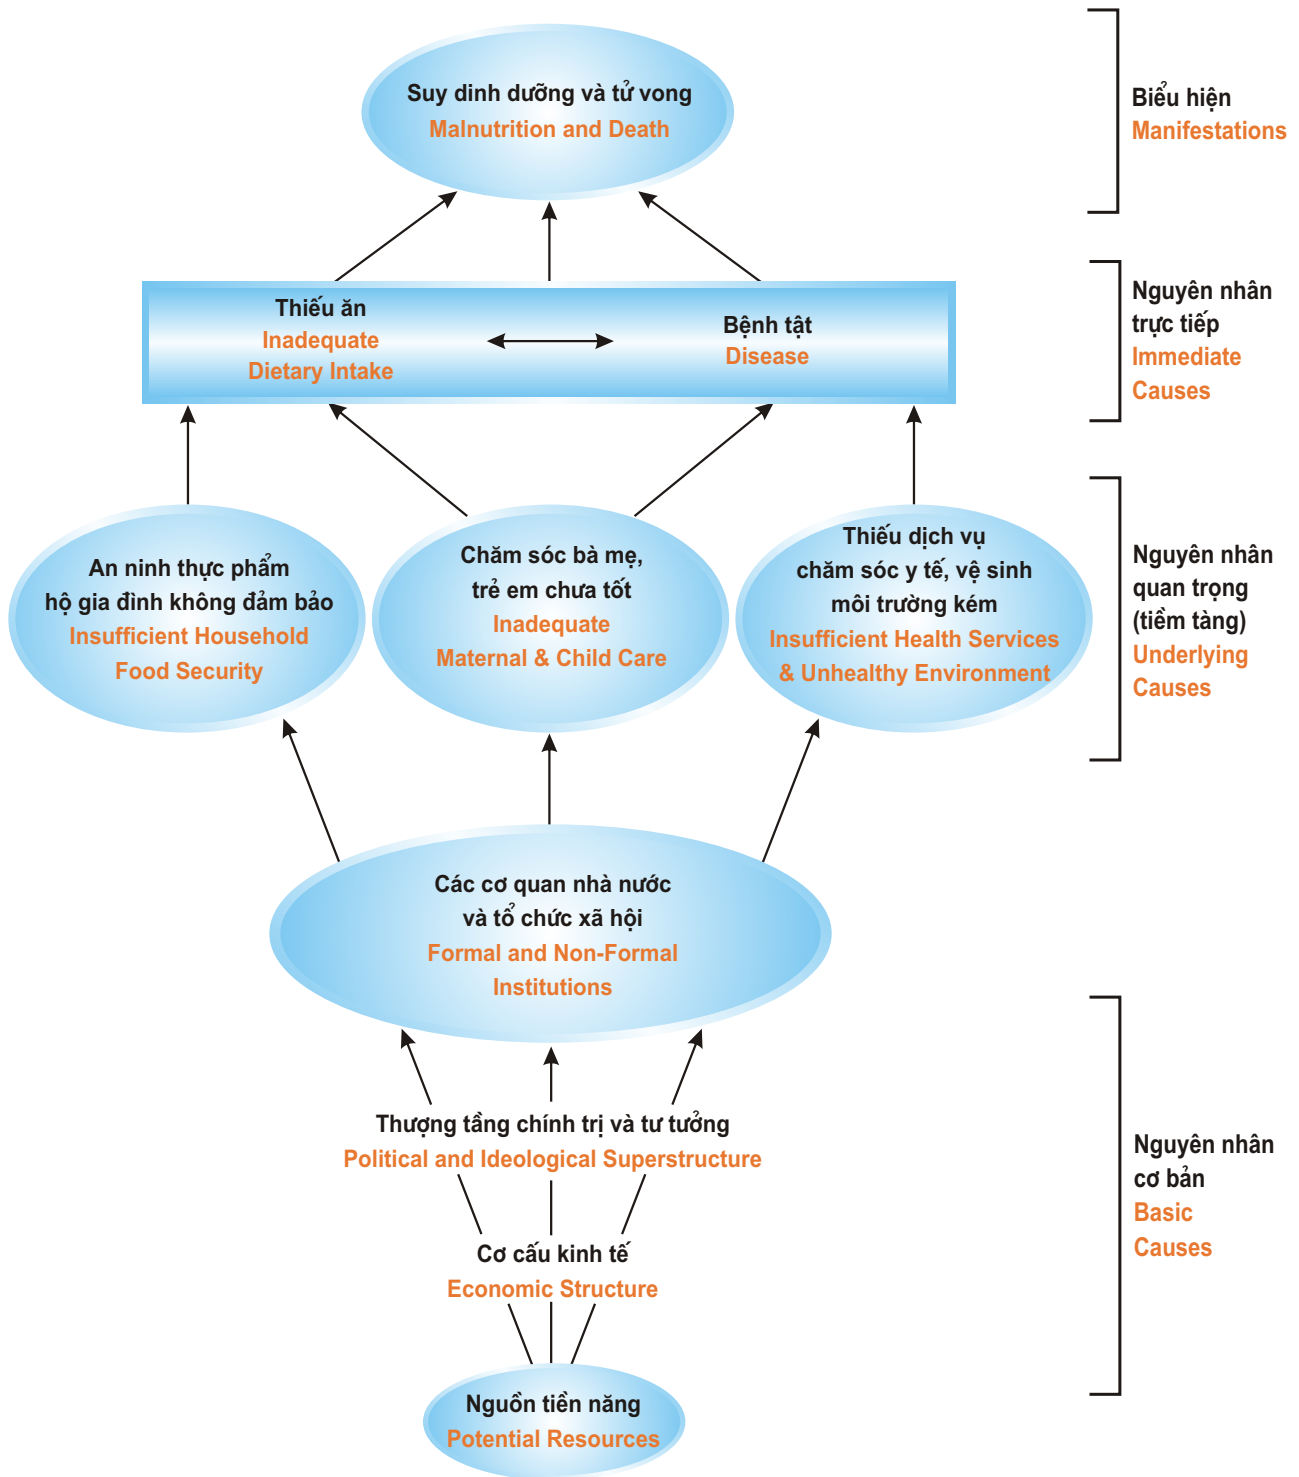 Suy dinh dưỡng và tử vong
Malnutrition and Death
Biểu hiện
Manifestations
Thiếu ăn
Inadequate
Dietary Intake
Bệnh tật
Disease
Nguyên nhân
trực tiếp
Immediate
Causes
An ninh thực phẩm
hộ gia đình không đảm bảo
Insufficient Household
Food Security
Chăm sóc bà mẹ,
trẻ em chưa tốt
Inadequate
Maternal & Child Care
Thiếu dịch vụ
chăm sóc y tế, vệ sinh
môi trường kém
Insufficient Health Services
& Unhealthy Environment
Nguyên nhân
quan trọng
(tiềm tàng)
Underlying
Causes
Các cơ quan nhà nước
và tổ chức xã hội
Formal and Non-Formal
Institutions
Thượng tầng chính trị và tư tưởng
Political and Ideological Superstructure
Cơ cấu kinh tế
Economic Structure
Nguồn tiền năng
Potential Resources
Nguyên nhân
cơ bản
Basic
Causes